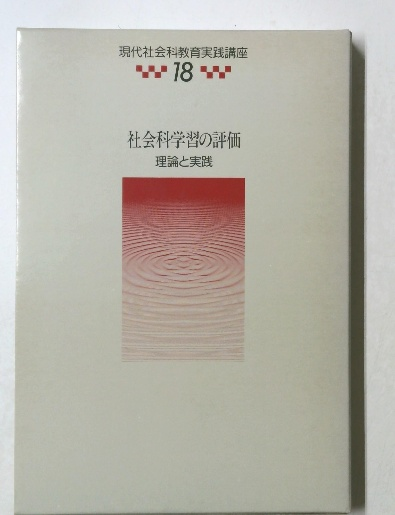 現代社会科教育実践講座
18
社会科学習の評価
理論と実践